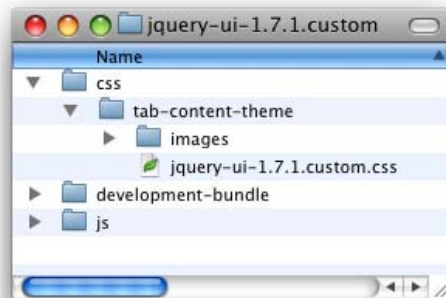 jquery-ui-1.7.1.custom
Name
css
tab-content-theme
images
jquery-ui-1.7.1.custom.css
development-bundle
js